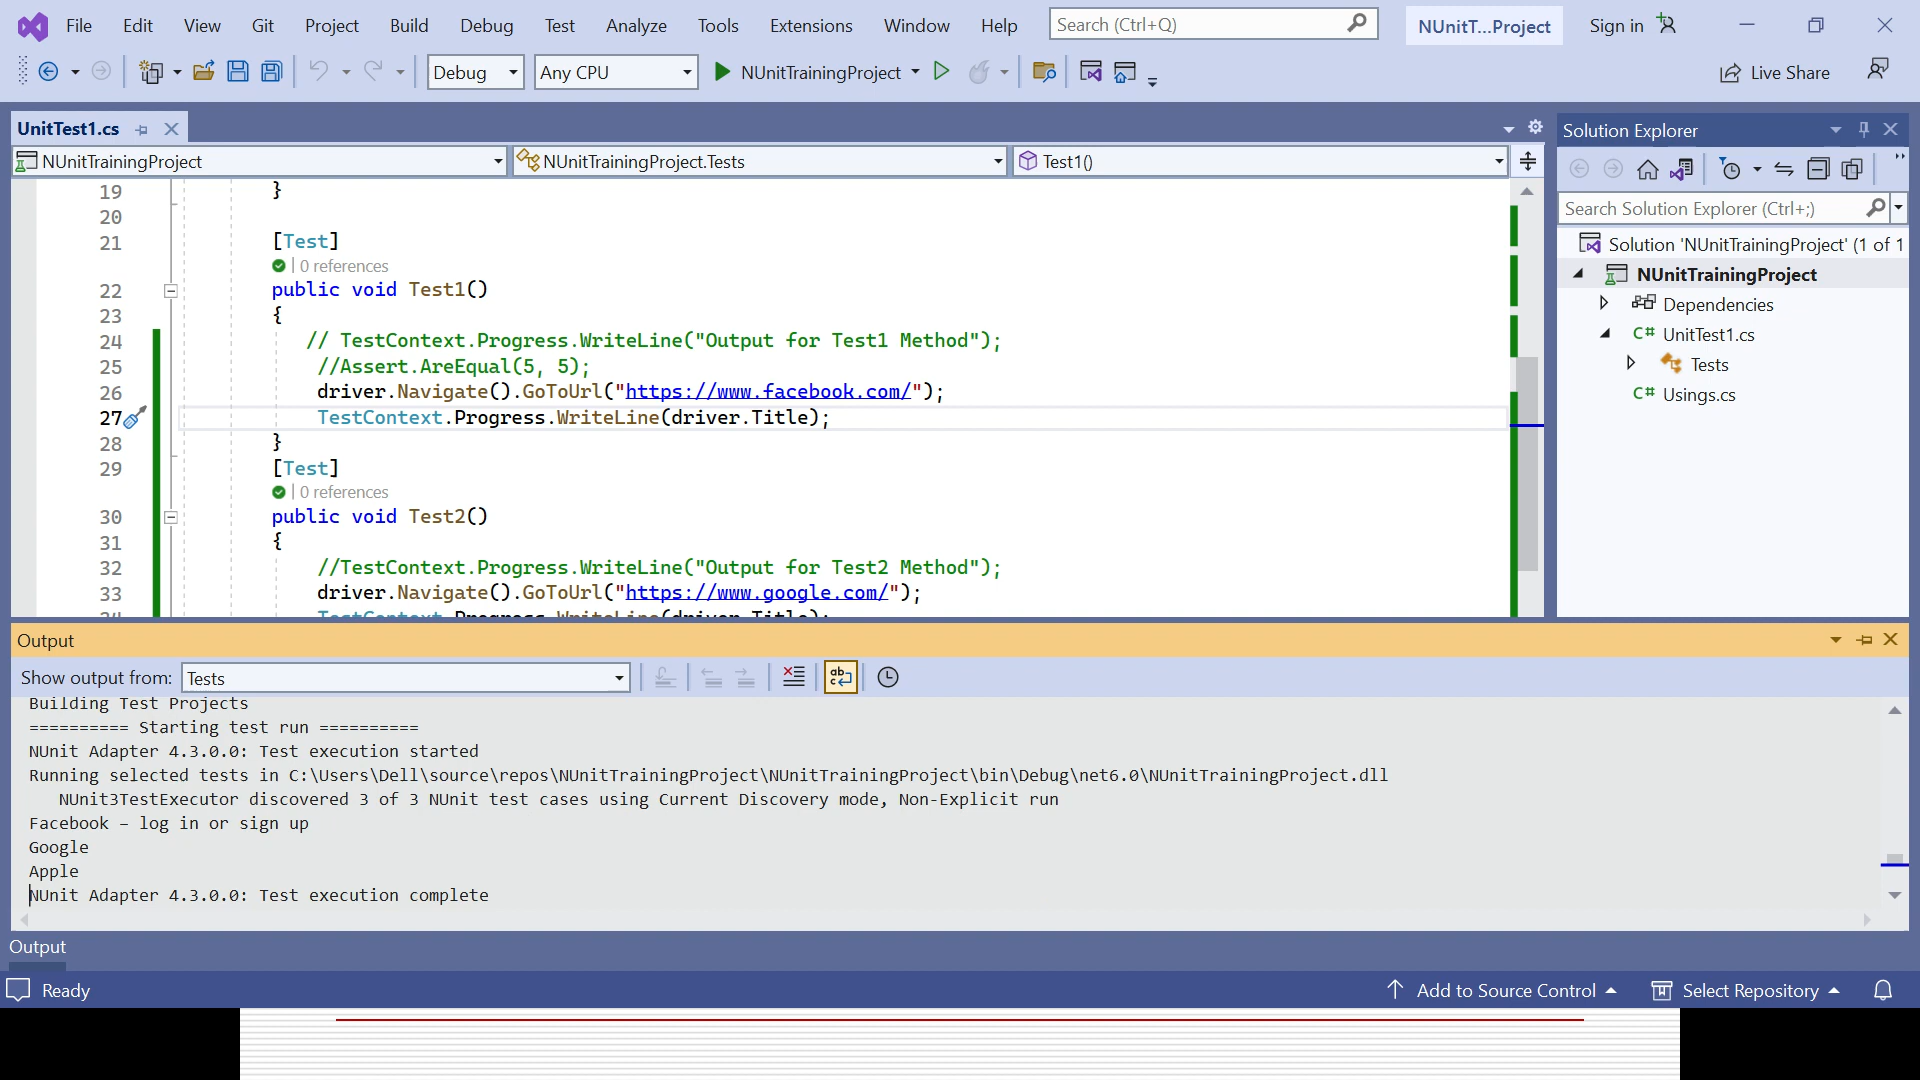 File Edit View Git Project Build Debug Test Analyze Tools Extensions Window Help Search (Ctrl+Q) NUnitT...Project Sign in
Debug Any CPU NUnitTrainingProject Live Share
UnitTest1.cs
NUnitTrainingProject NUnitTrainingProject.Tests Test1()
19 }
20
21 [Test]
0 references
22 public void Test1()
23 {
24 // TestContext.Progress.WriteLine("Output for Test1 Method");
25 //Assert.AreEqual(5, 5);
26 driver.Navigate().GoToUrl("https://www.facebook.com/");
27 TestContext.Progress.WriteLine(driver.Title);
28 }
29 [Test]
0 references
30 public void Test2()
31 {
32 //TestContext.Progress.WriteLine("Output for Test2 Method");
33 driver.Navigate().GoToUrl("https://www.google.com/");
34 TestContext.Progress.WriteLine(driver.Title);
Solution Explorer
Search Solution Explorer (Ctrl+;)
Solution 'NUnitTrainingProject' (1 of 1
NUnitTrainingProject
Dependencies
C# UnitTest1.cs
Tests
C# Usings.cs
Output
Show output from: Tests
Building Test Projects
========== Starting test run ==========
NUnit Adapter 4.3.0.0: Test execution started
Running selected tests in C:\Users\Dell\source\repos\NUnitTrainingProject\NUnitTrainingProject\bin\Debug\net6.0\NUnitTrainingProject.dll
NUnit3TestExecutor discovered 3 of 3 NUnit test cases using Current Discovery mode, Non-Explicit run
Facebook – log in or sign up
Google
Apple
NUnit Adapter 4.3.0.0: Test execution complete
Output
Ready Add to Source Control Select Repository